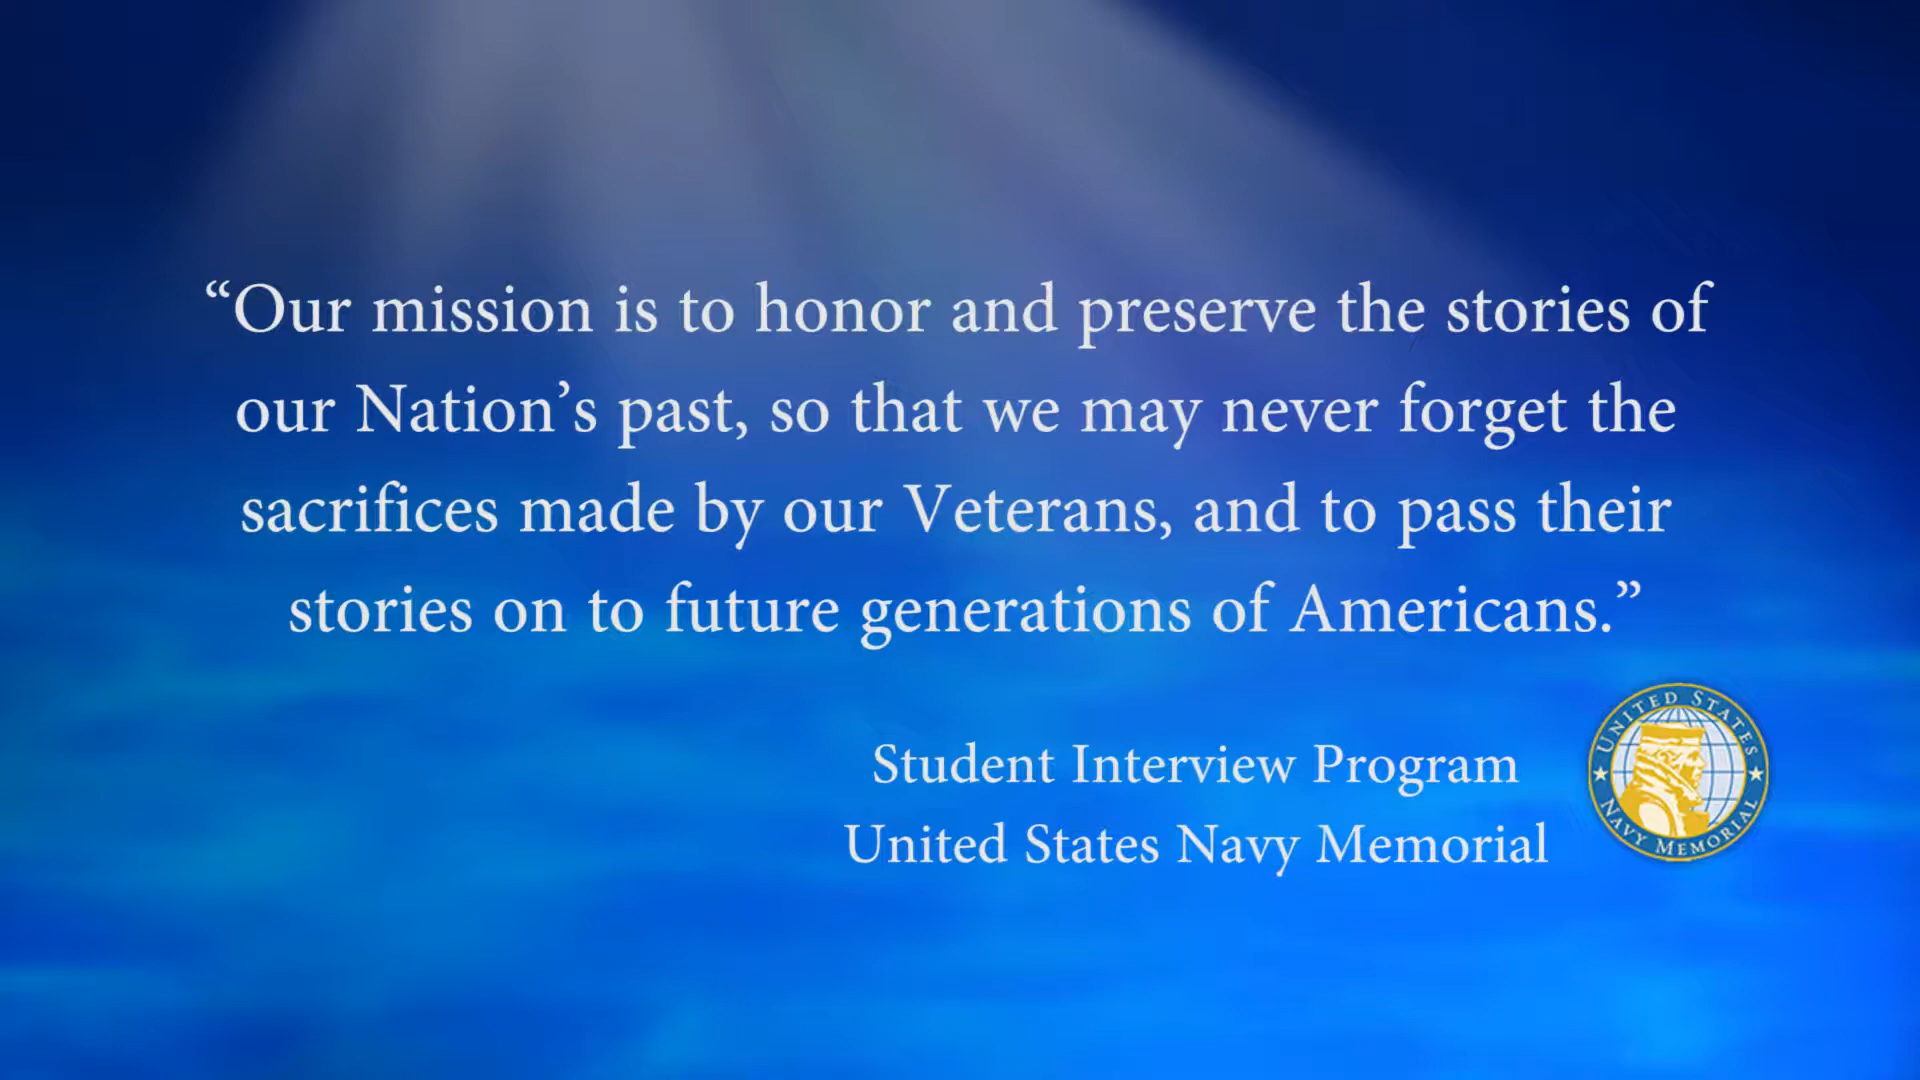 “Our mission is to honor and preserve the stories of
our Nation’s past, so that we may never forget the
sacrifices made by our Veterans, and to pass their
stories on to future generations of Americans.”
Student Interview Program
United States Navy Memorial
UNITED STATES
NAVY MEMORIAL